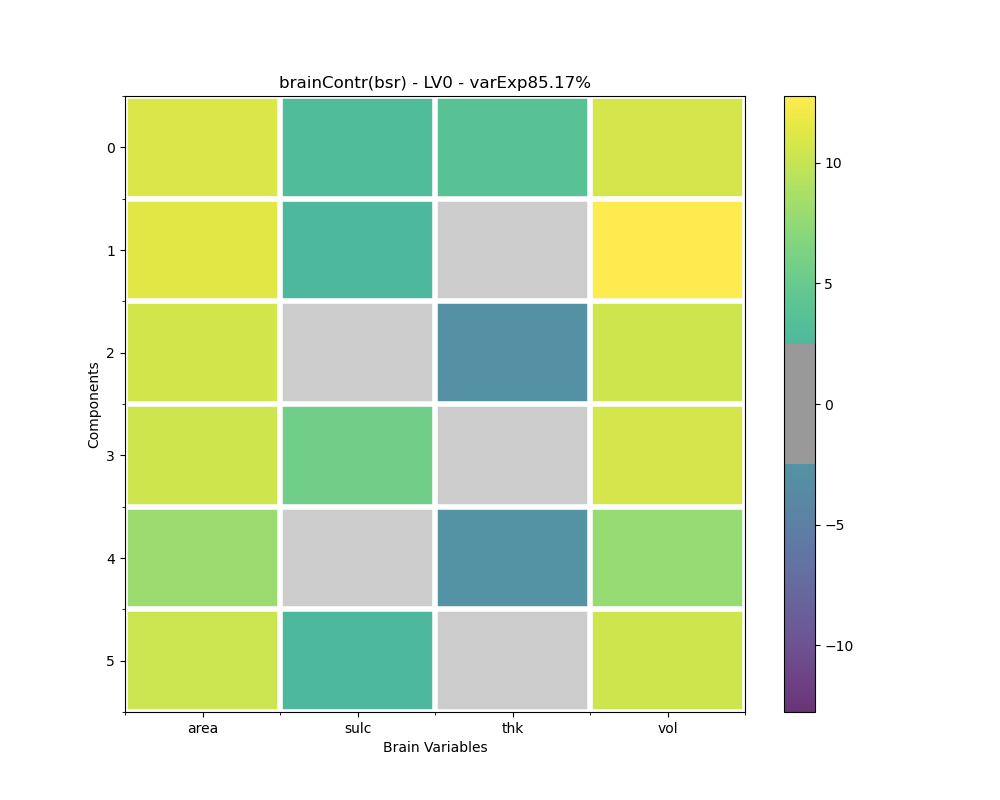 brainContr(bsr) - LV0 - varExp85.17%
0
1
2
3
4
5
Components
area sulc thk vol
Brain Variables
10
5
0
−5
−10